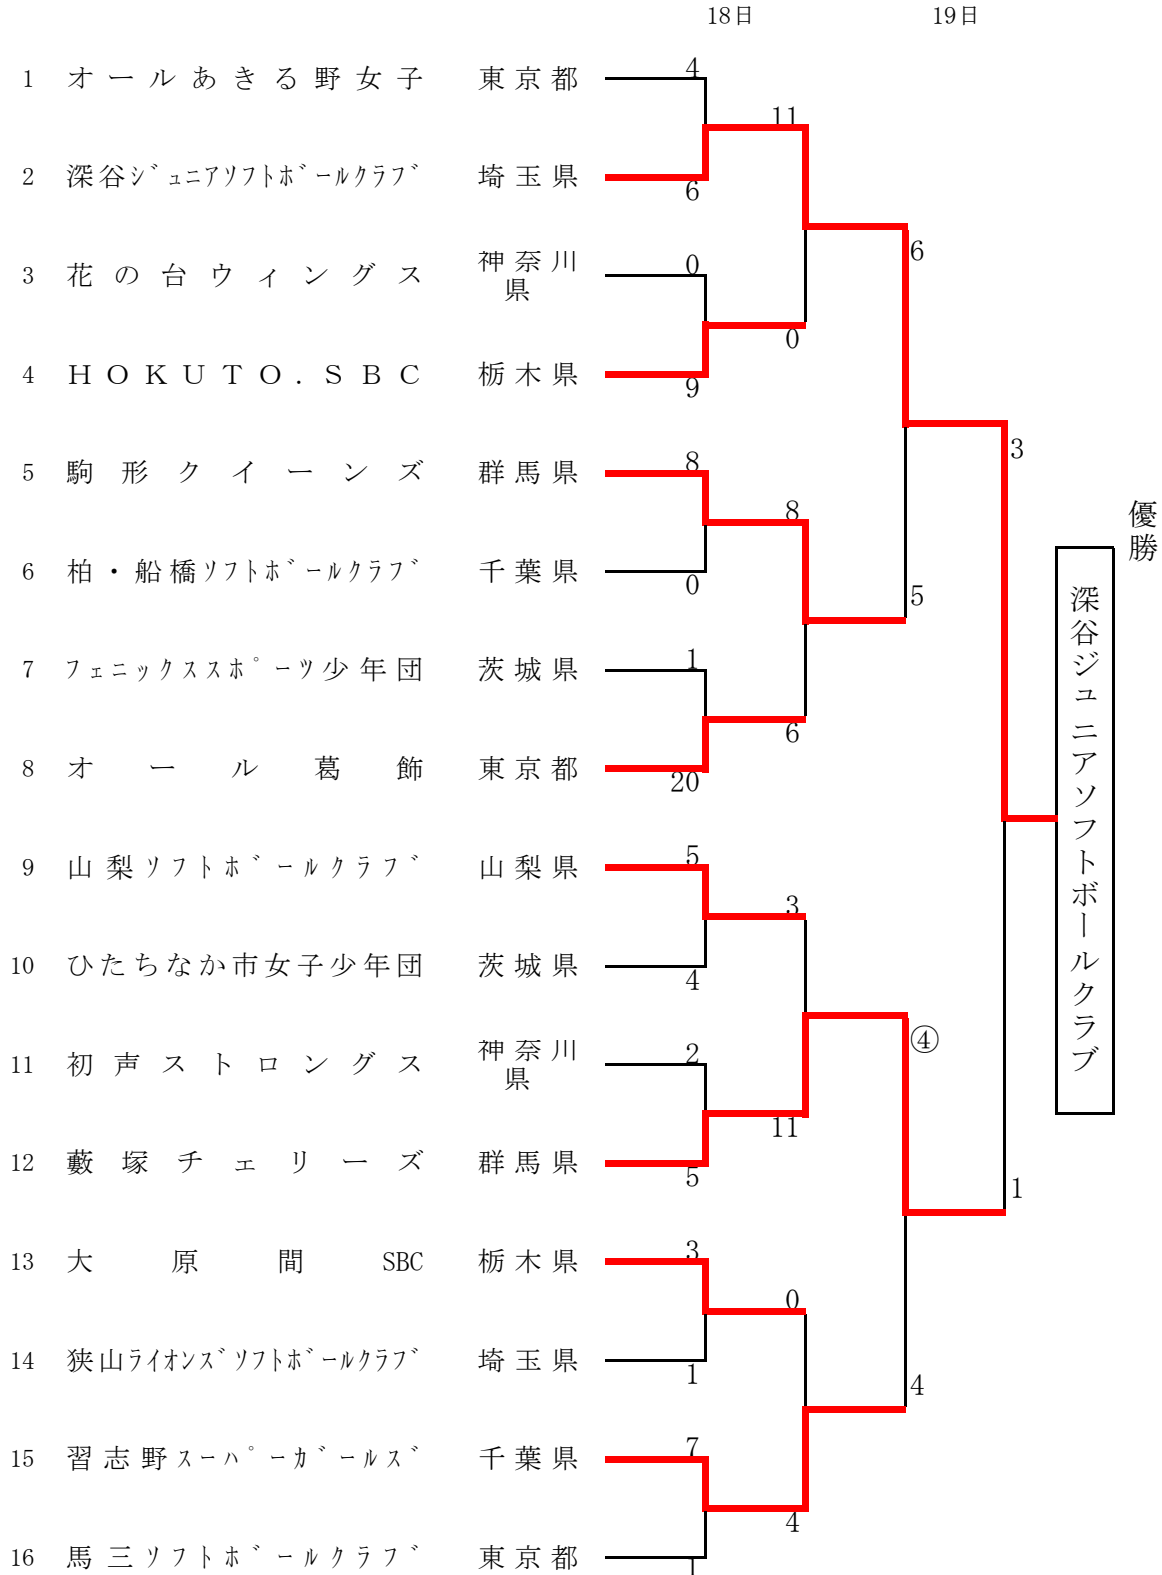 18日 19日
4
1 オールあきる野女子 東京都
11
2 深谷ジュニアソフトボールクラブ 埼玉県
6
6
3 花の台ウィングス 神奈川県
0
0
4 HOKUTO.SBC 栃木県
9
3
5 駒形クイーンズ 群馬県
8
8
優勝
6 柏・船橋ソフトボールクラブ 千葉県
0
5
深谷ジュニアソフトボールクラブ
7 フェニックススポーツ少年団 茨城県
1
6
8 オール葛飾 東京都
20
9 山梨ソフトボールクラブ 山梨県
5
3
10 ひたちなか市女子少年団 茨城県
4
④
11 初声ストロングス 神奈川県
2
11
12 藪塚チェリーズ 群馬県
5
1
13 大原間SBC 栃木県
3
0
14 狭山ライオンズソフトボールクラブ 埼玉県
1
4
15 習志野スーパーガールズ 千葉県
7
4
16 馬三ソフトボールクラブ 東京都
1